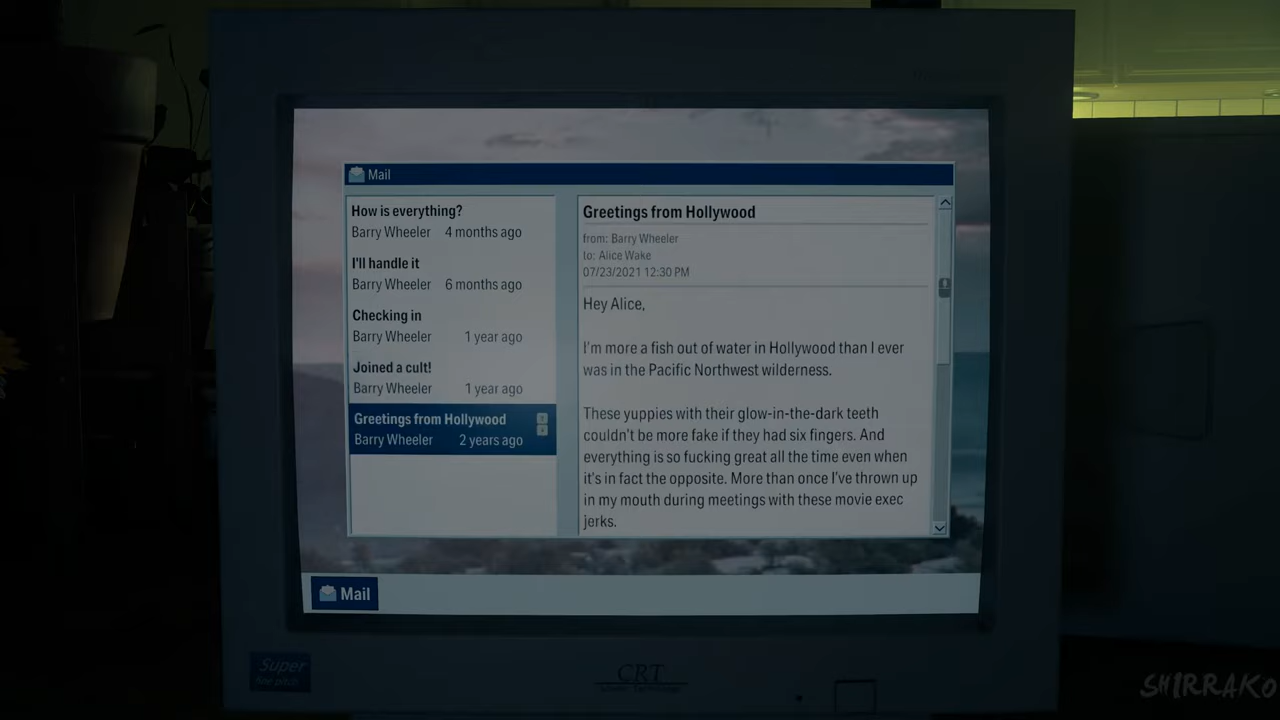 Mail
How is everything?
Barry Wheeler 4 months ago
I'll handle it
Barry Wheeler 6 months ago
Checking in
Barry Wheeler 1 year ago
Joined a cult!
Barry Wheeler 1 year ago
Greetings from Hollywood
Barry Wheeler 2 years ago
Greetings from Hollywood
from: Barry Wheeler
to: Alice Wake
07/23/2021 12:30 PM
Hey Alice,
I'm more a fish out of water in Hollywood than I ever
was in the Pacific Northwest wilderness.
These yuppies with their glow-in-the-dark teeth
couldn't be more fake if they had six fingers. And
everything is so fucking great all the time even when
it's in fact the opposite. More than once I've thrown up
in my mouth during meetings with these movie exec
jerks.
Mail
Super
fine pitch
CRT
SHIRRAKO